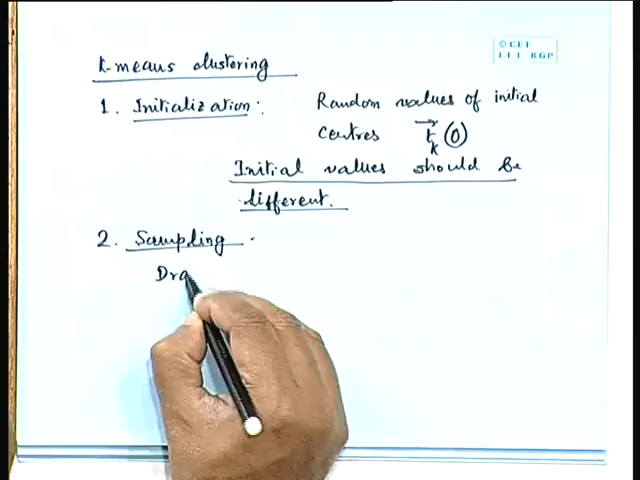 K-means clustering
© CET
I I T KGP
1. Initialization: Random values of initial
centres t⃗k(0)
Initial values should be
different.
2. Sampling.
Dra